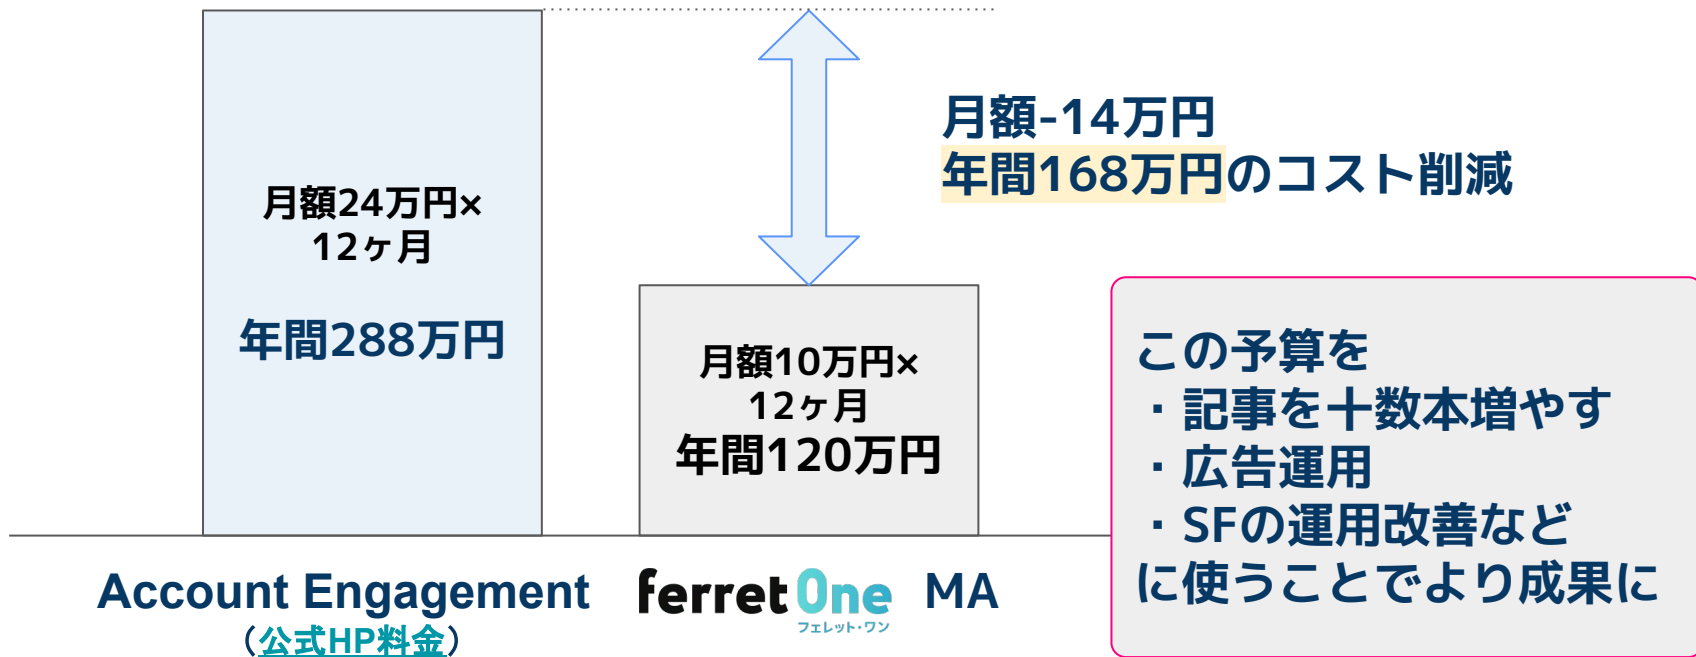 月額24万円×
12ヶ月
年間288万円
月額10万円×
12ヶ月
年間120万円
月額-14万円
年間168万円のコスト削減
この予算を
・記事を十数本増やす
・広告運用
・SFの運用改善など
に使うことでより成果に
Account Engagement
（公式HP料金）
ferret One MA
フェレット・ワン